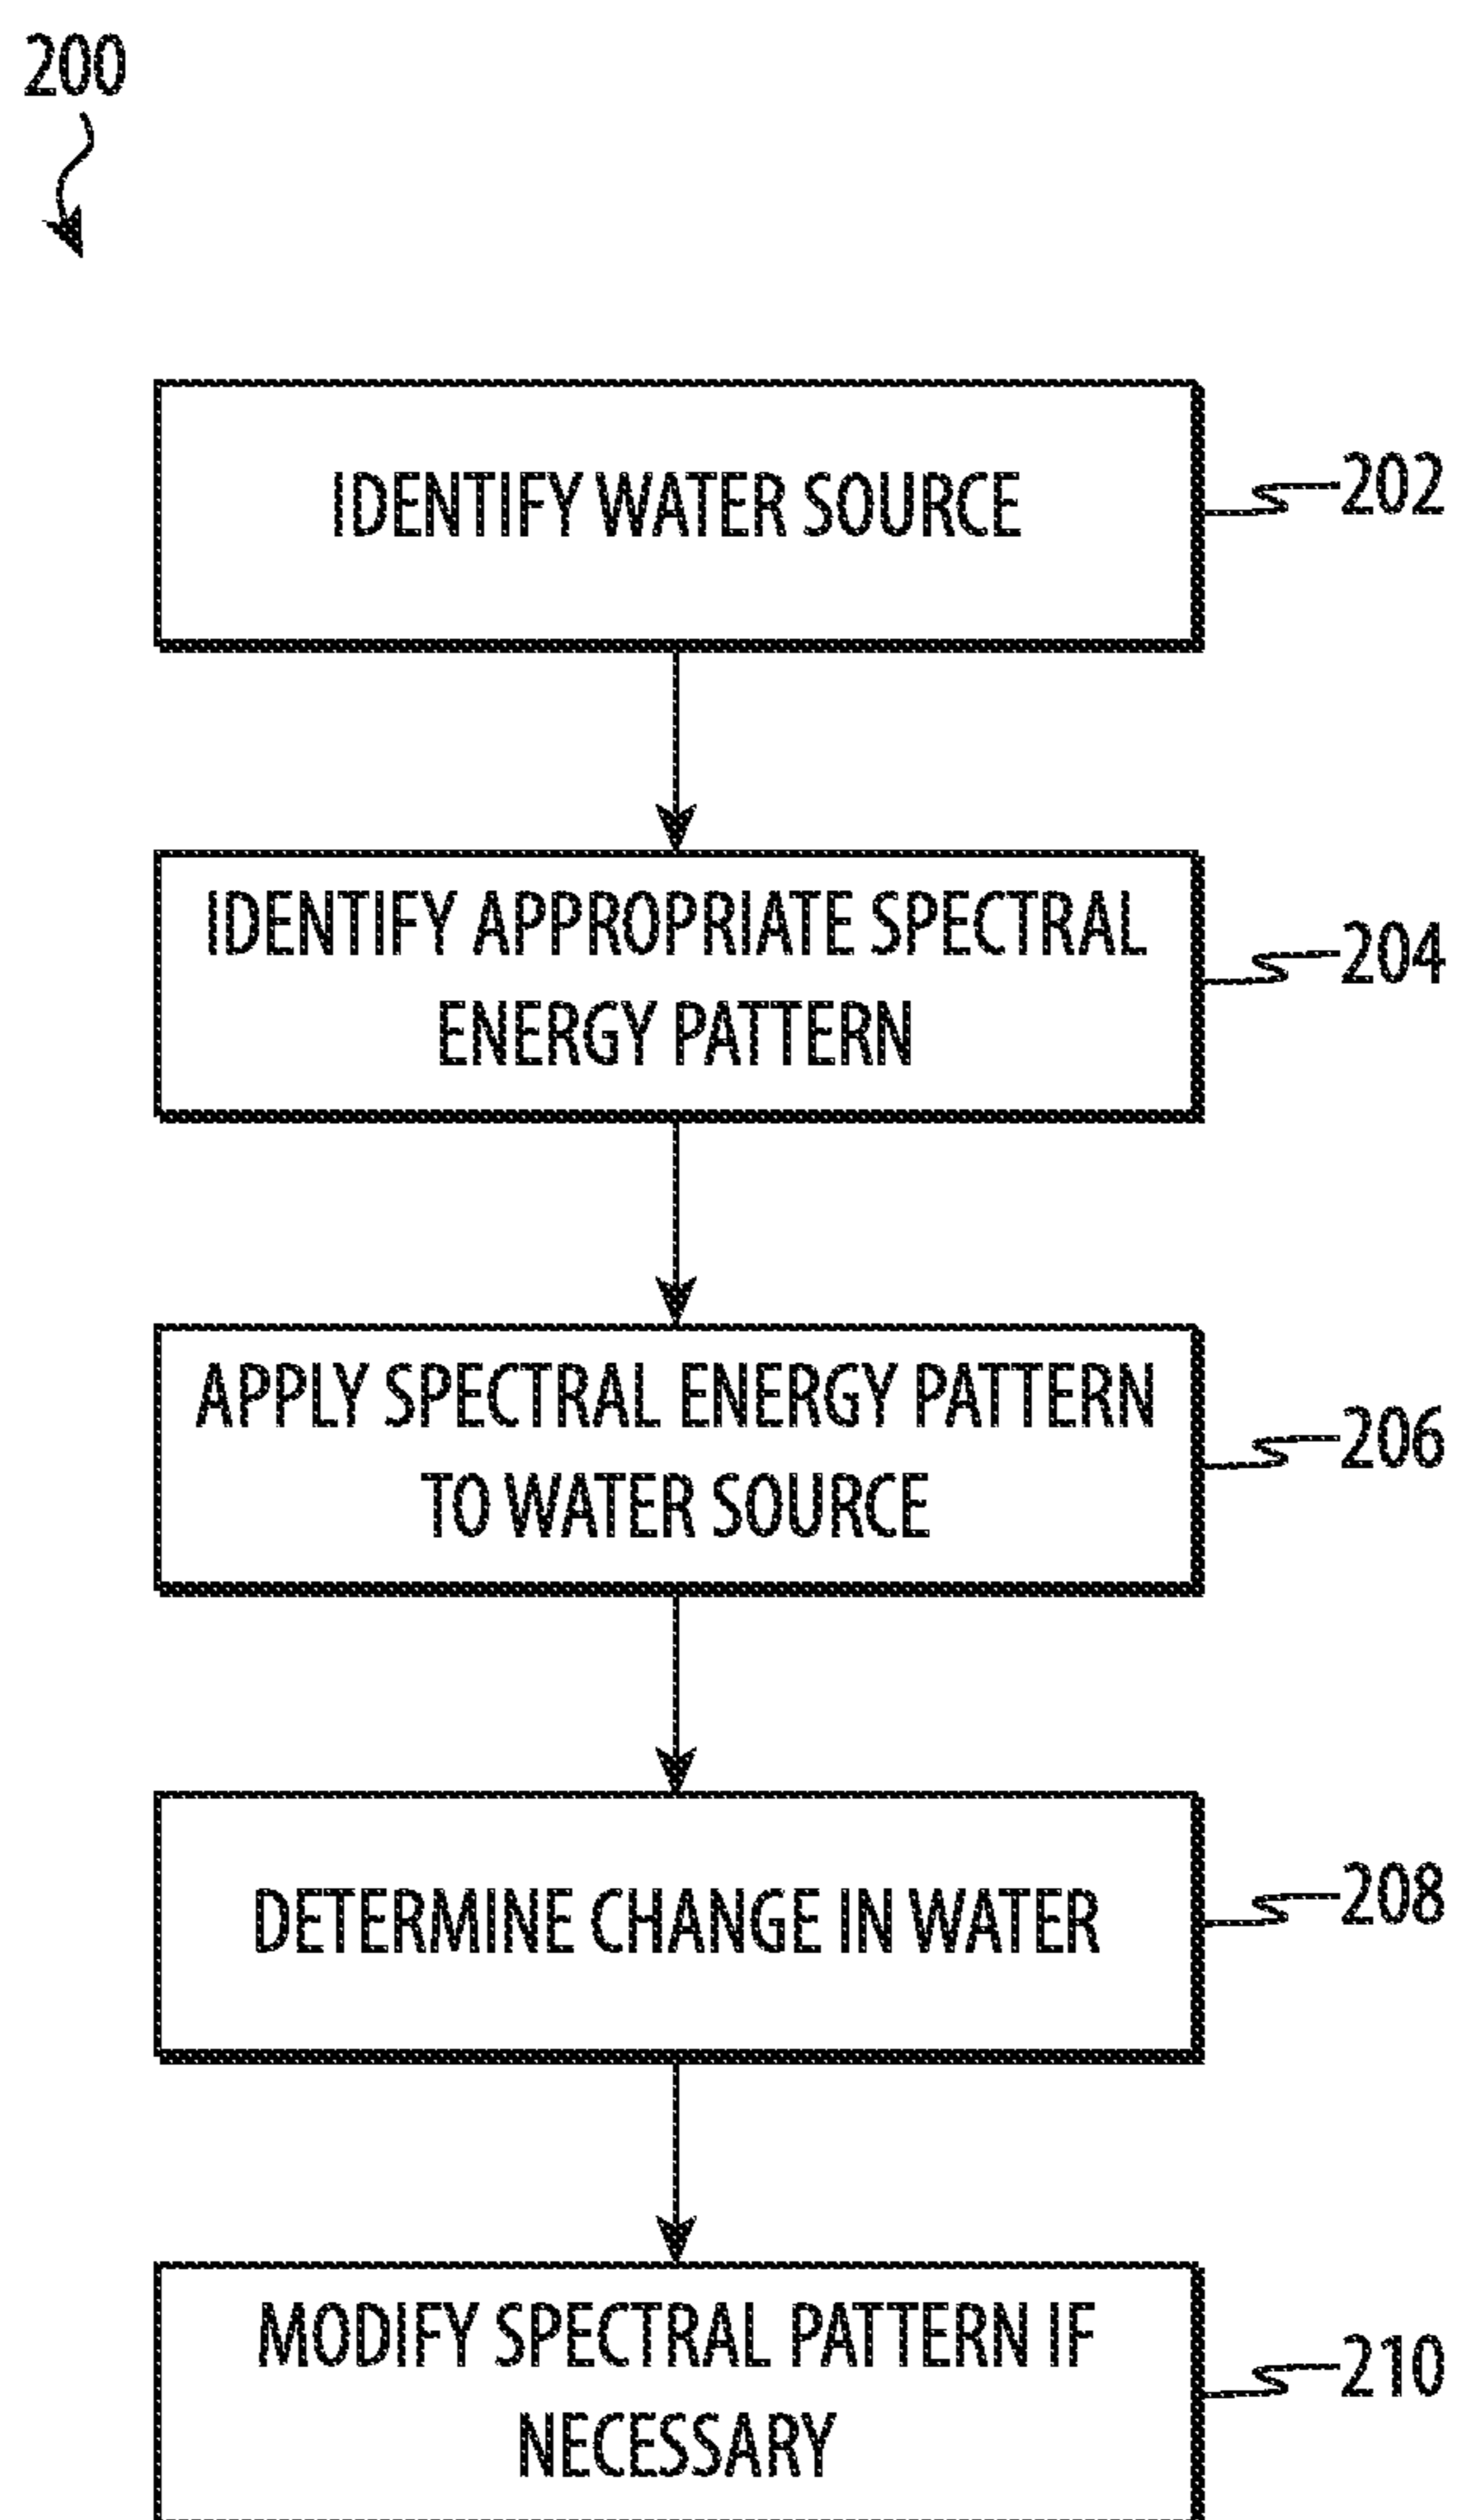 200
IDENTIFY WATER SOURCE
202
IDENTIFY APPROPRIATE SPECTRAL
ENERGY PATTERN
204
APPLY SPECTRAL ENERGY PATTERN
TO WATER SOURCE
206
DETERMINE CHANGE IN WATER
208
MODIFY SPECTRAL PATTERN IF
NECESSARY
210